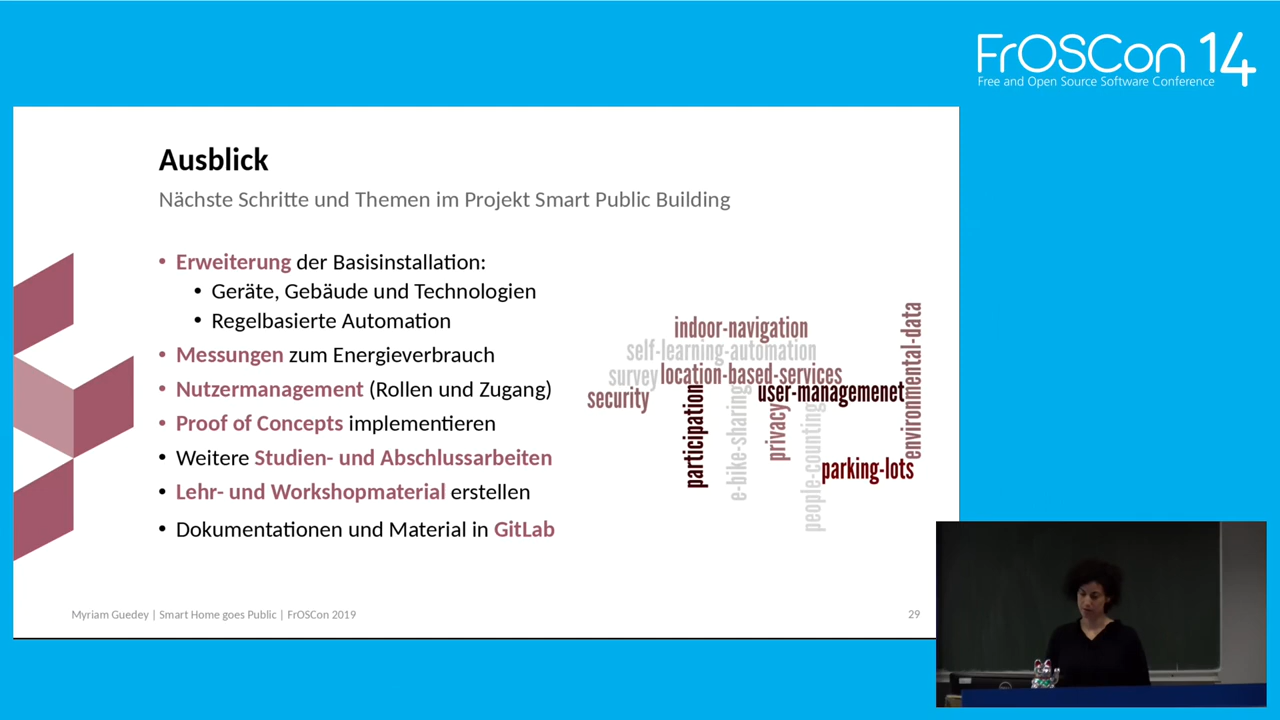 FrOSCon 14
Free and Open Source Software Conference
Ausblick
Nächste Schritte und Themen im Projekt Smart Public Building
• Erweiterung der Basisinstallation:
• Geräte, Gebäude und Technologien
• Regelbasierte Automation
• Messungen zum Energieverbrauch
• Nutzermanagement (Rollen und Zugang)
• Proof of Concepts implementieren
• Weitere Studien- und Abschlussarbeiten
• Lehr- und Workshopmaterial erstellen
• Dokumentationen und Material in GitLab
indoor-navigation
self-learning-automation
survey
location-based-services
security
user-managemenet
participation
e-bike-sharing
privacy
people-counting
parking-lots
environmental-data
Myriam Guedey | Smart Home goes Public | FrOSCon 2019
29